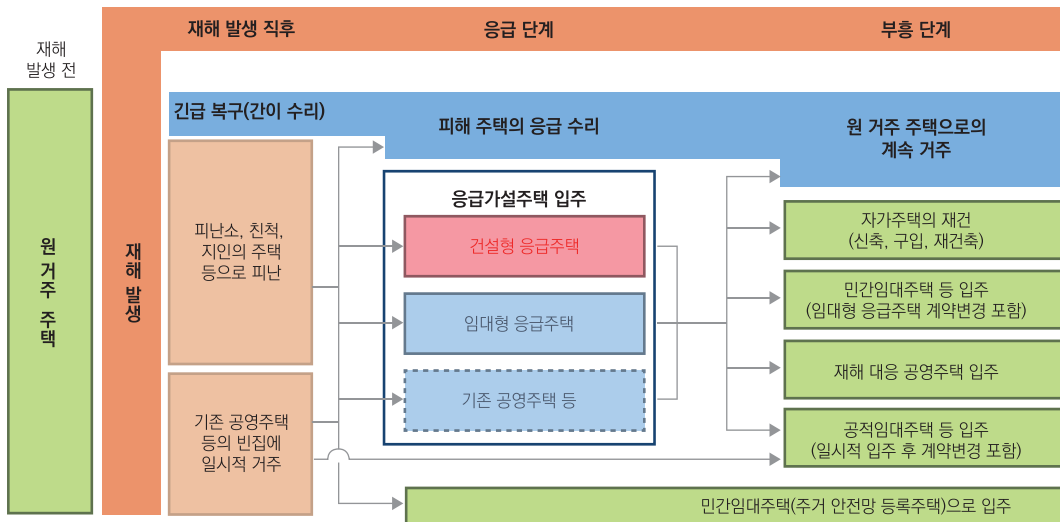 재해 발생 직후
응급 단계
부흥 단계
재해
발생 전
원 거주 주택
재해 발생
긴급 복구(간이 수리)
피해 주택의 응급 수리
원 거주 주택으로의
계속 거주
피난소, 친척,
지인의 주택
등으로 피난
기존 공영주택
등의 빈집에
일시적 거주
응급가설주택 입주
건설형 응급주택
임대형 응급주택
기존 공영주택 등
자가주택의 재건
(신축, 구입, 재건축)
민간임대주택 등 입주
(임대형 응급주택 계약변경 포함)
재해 대응 공영주택 입주
공적임대주택 등 입주
(일시적 입주 후 계약변경 포함)
민간임대주택(주거 안전망 등록주택)으로 입주